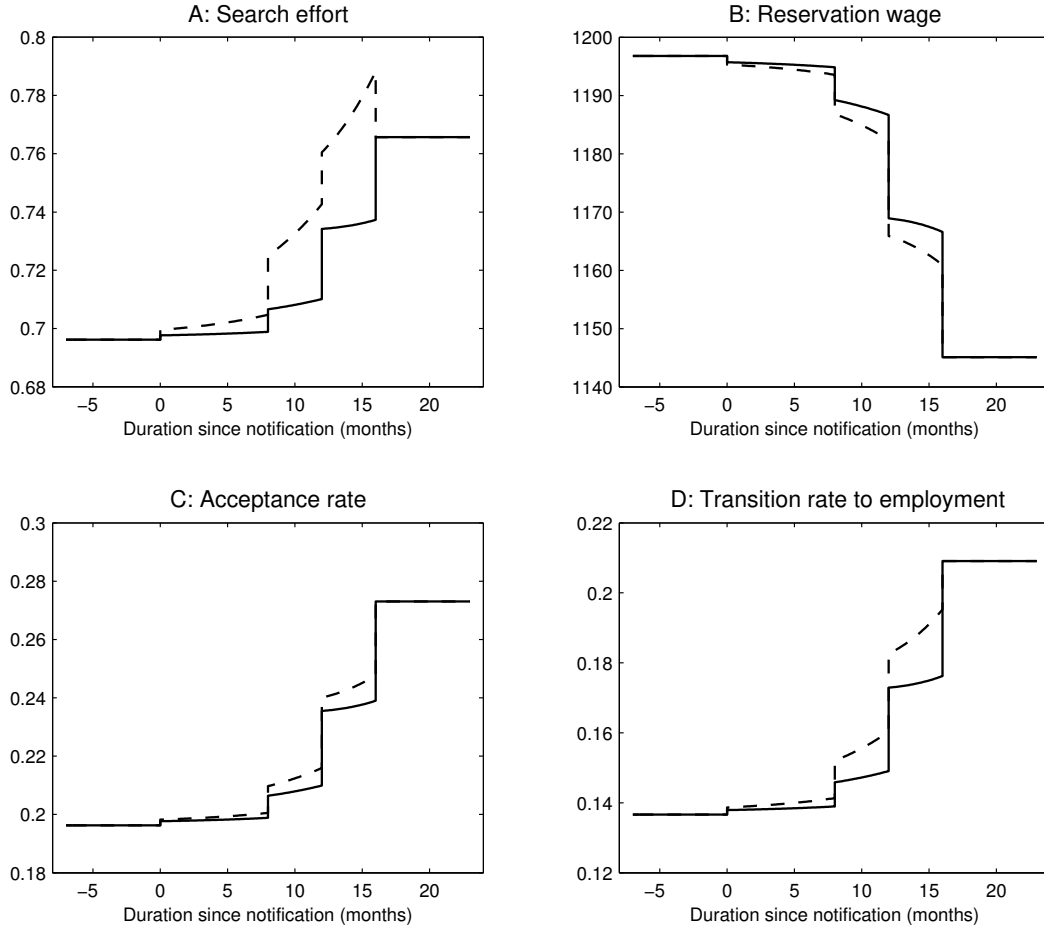 A: Search effort
0.8
0.78
0.76
0.74
0.72
0.7
0.68
−5 0 5 10 15 20
Duration since notification (months)
B: Reservation wage
1200
1190
1180
1170
1160
1150
1140
−5 0 5 10 15 20
Duration since notification (months)
C: Acceptance rate
0.3
0.28
0.26
0.24
0.22
0.2
0.18
−5 0 5 10 15 20
Duration since notification (months)
D: Transition rate to employment
0.22
0.2
0.18
0.16
0.14
0.12
−5 0 5 10 15 20
Duration since notification (months)